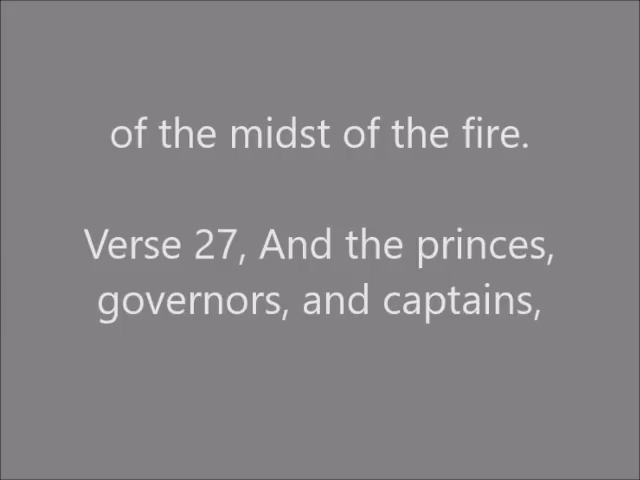 of the midst of the fire.
Verse 27, And the princes,
governors, and captains,